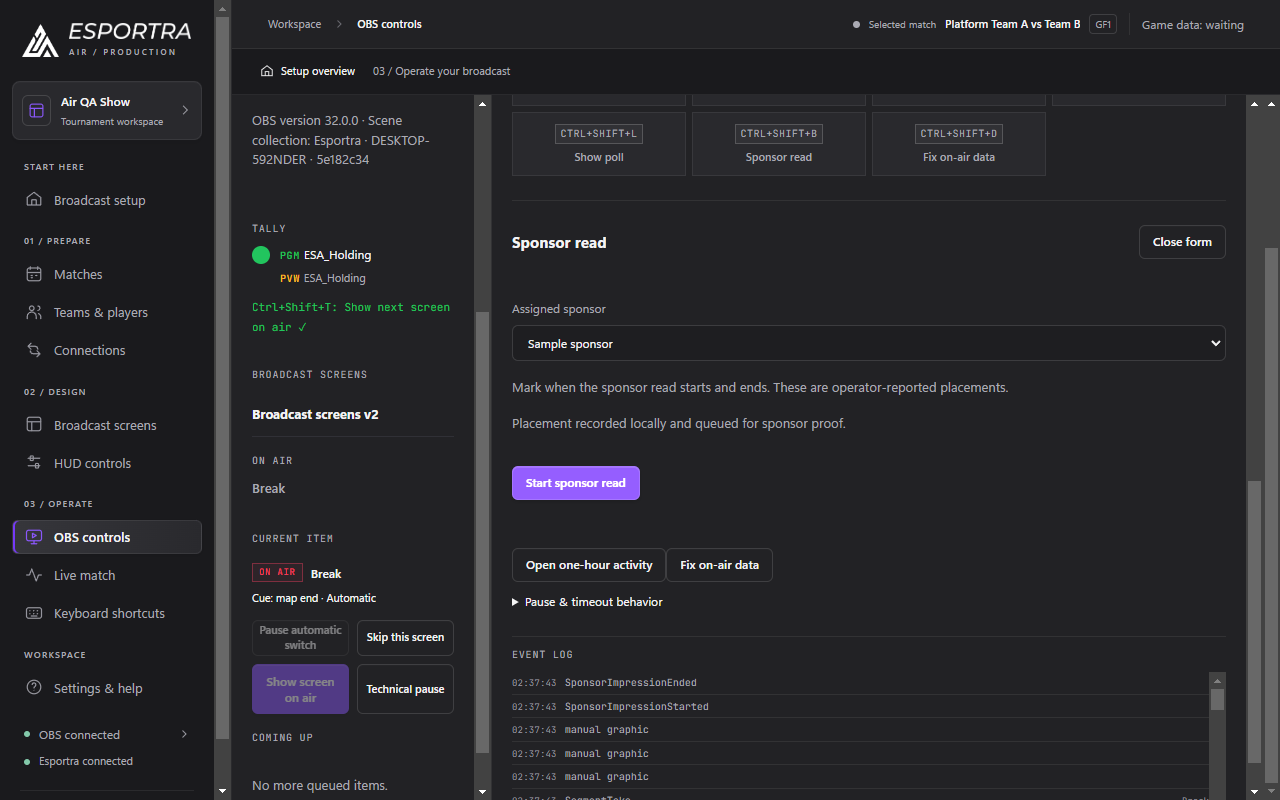 ESPORTRA
AIR / PRODUCTION
Air QA Show
Tournament workspace
START HERE
Broadcast setup
01 / PREPARE
Matches
Teams & players
Connections
02 / DESIGN
Broadcast screens
HUD controls
03 / OPERATE
OBS controls
Live match
Keyboard shortcuts
WORKSPACE
Settings & help
OBS connected
Esportra connected
Workspace
OBS controls
Selected match Platform Team A vs Team B GF1
Game data: waiting
Setup overview
03 / Operate your broadcast
OBS version 32.0.0 · Scene
collection: Esportra · DESKTOP-
592NDER · 5e182c34
TALLY
PGM ESA_Holding
PVW ESA_Holding
Ctrl+Shift+T: Show next screen
on air ✓
BROADCAST SCREENS
Broadcast screens v2
ON AIR
Break
CURRENT ITEM
ON AIR Break
Cue: map end · Automatic
Pause automatic
switch
Skip this screen
Show screen
on air
Technical pause
COMING UP
No more queued items.
CTRL+SHIFT+L
Show poll
CTRL+SHIFT+B
Sponsor read
CTRL+SHIFT+D
Fix on-air data
Sponsor read
Close form
Assigned sponsor
Sample sponsor
Mark when the sponsor read starts and ends. These are operator-reported placements.
Placement recorded locally and queued for sponsor proof.
Start sponsor read
Open one-hour activity
Fix on-air data
Pause & timeout behavior
EVENT LOG
02:37:43 SponsorImpressionEnded
02:37:43 SponsorImpressionStarted
02:37:43 manual graphic
02:37:43 manual graphic
02:37:43 manual graphic